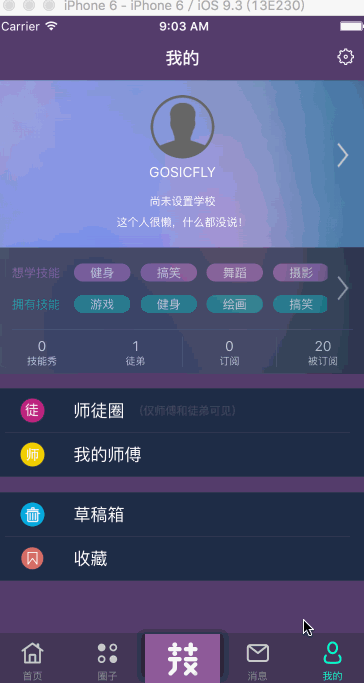 iPhone 6 - iPhone 6 / iOS 9.3 (13E230)
Carrier 9:03 AM
我的
GOSICFLY
尚未设置学校
这个人很懒，什么都没说！
想学技能 健身 搞笑 舞蹈 摄影
拥有技能 游戏 健身 绘画 搞笑
0 1 0 20
技能秀 徒弟 订阅 被订阅
徒 师徒圈 (仅师傅和徒弟可见)
师 我的师傅
草稿箱
收藏
技
首页 圈子 消息 我的